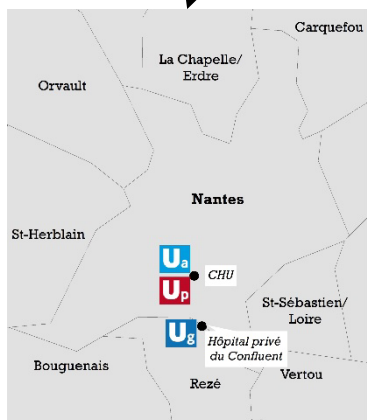 Carquefou
La Chapelle/
Erdre
Orvault
Nantes
St-Herblain
Ua
CHU
Up
St-Sébastien/
Loire
Ug
Hôpital privé
du Confluent
Bouguenais
Vertou
Rezé